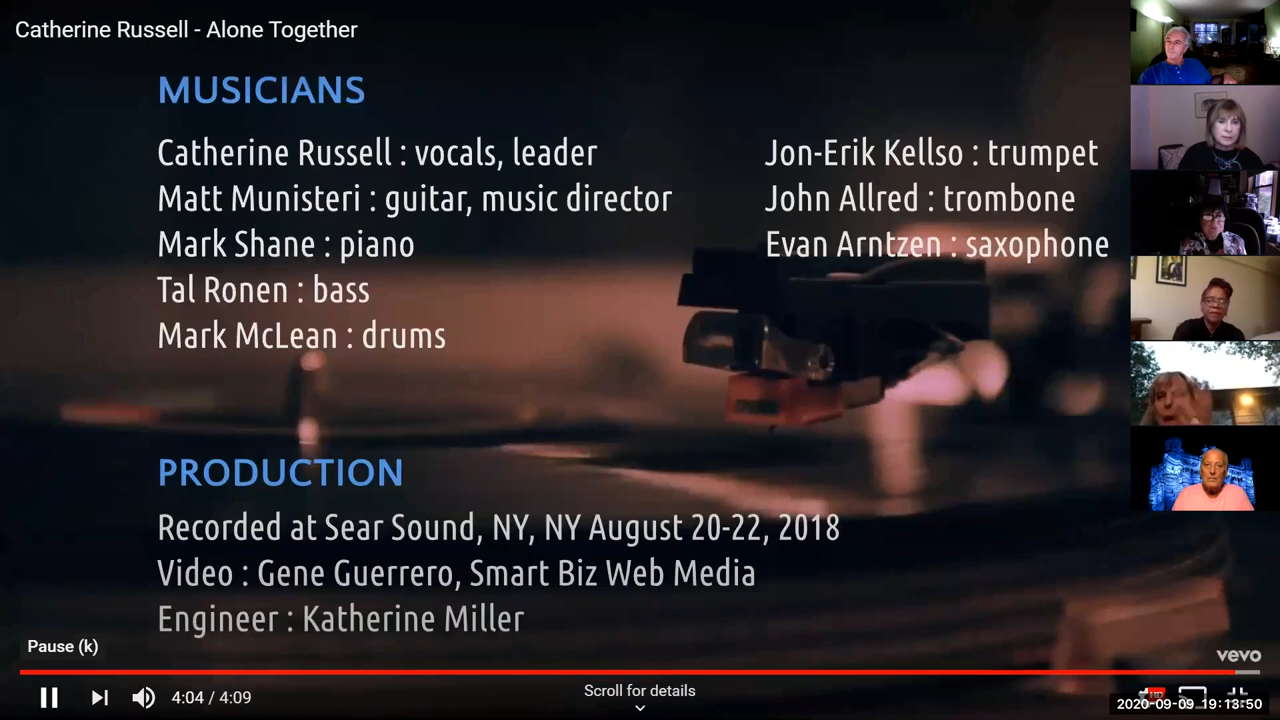 Catherine Russell - Alone Together
MUSICIANS
Catherine Russell : vocals, leader
Matt Munisteri : guitar, music director
Mark Shane : piano
Tal Ronen : bass
Mark McLean : drums
Jon-Erik Kellso : trumpet
John Allred : trombone
Evan Arntzen : saxophone
PRODUCTION
Recorded at Sear Sound, NY, NY August 20-22, 2018
Video : Gene Guerrero, Smart Biz Web Media
Engineer : Katherine Miller
Pause (k)
vevo
4:04 / 4:09
Scroll for details
HD
2020-09-09 19:13:50